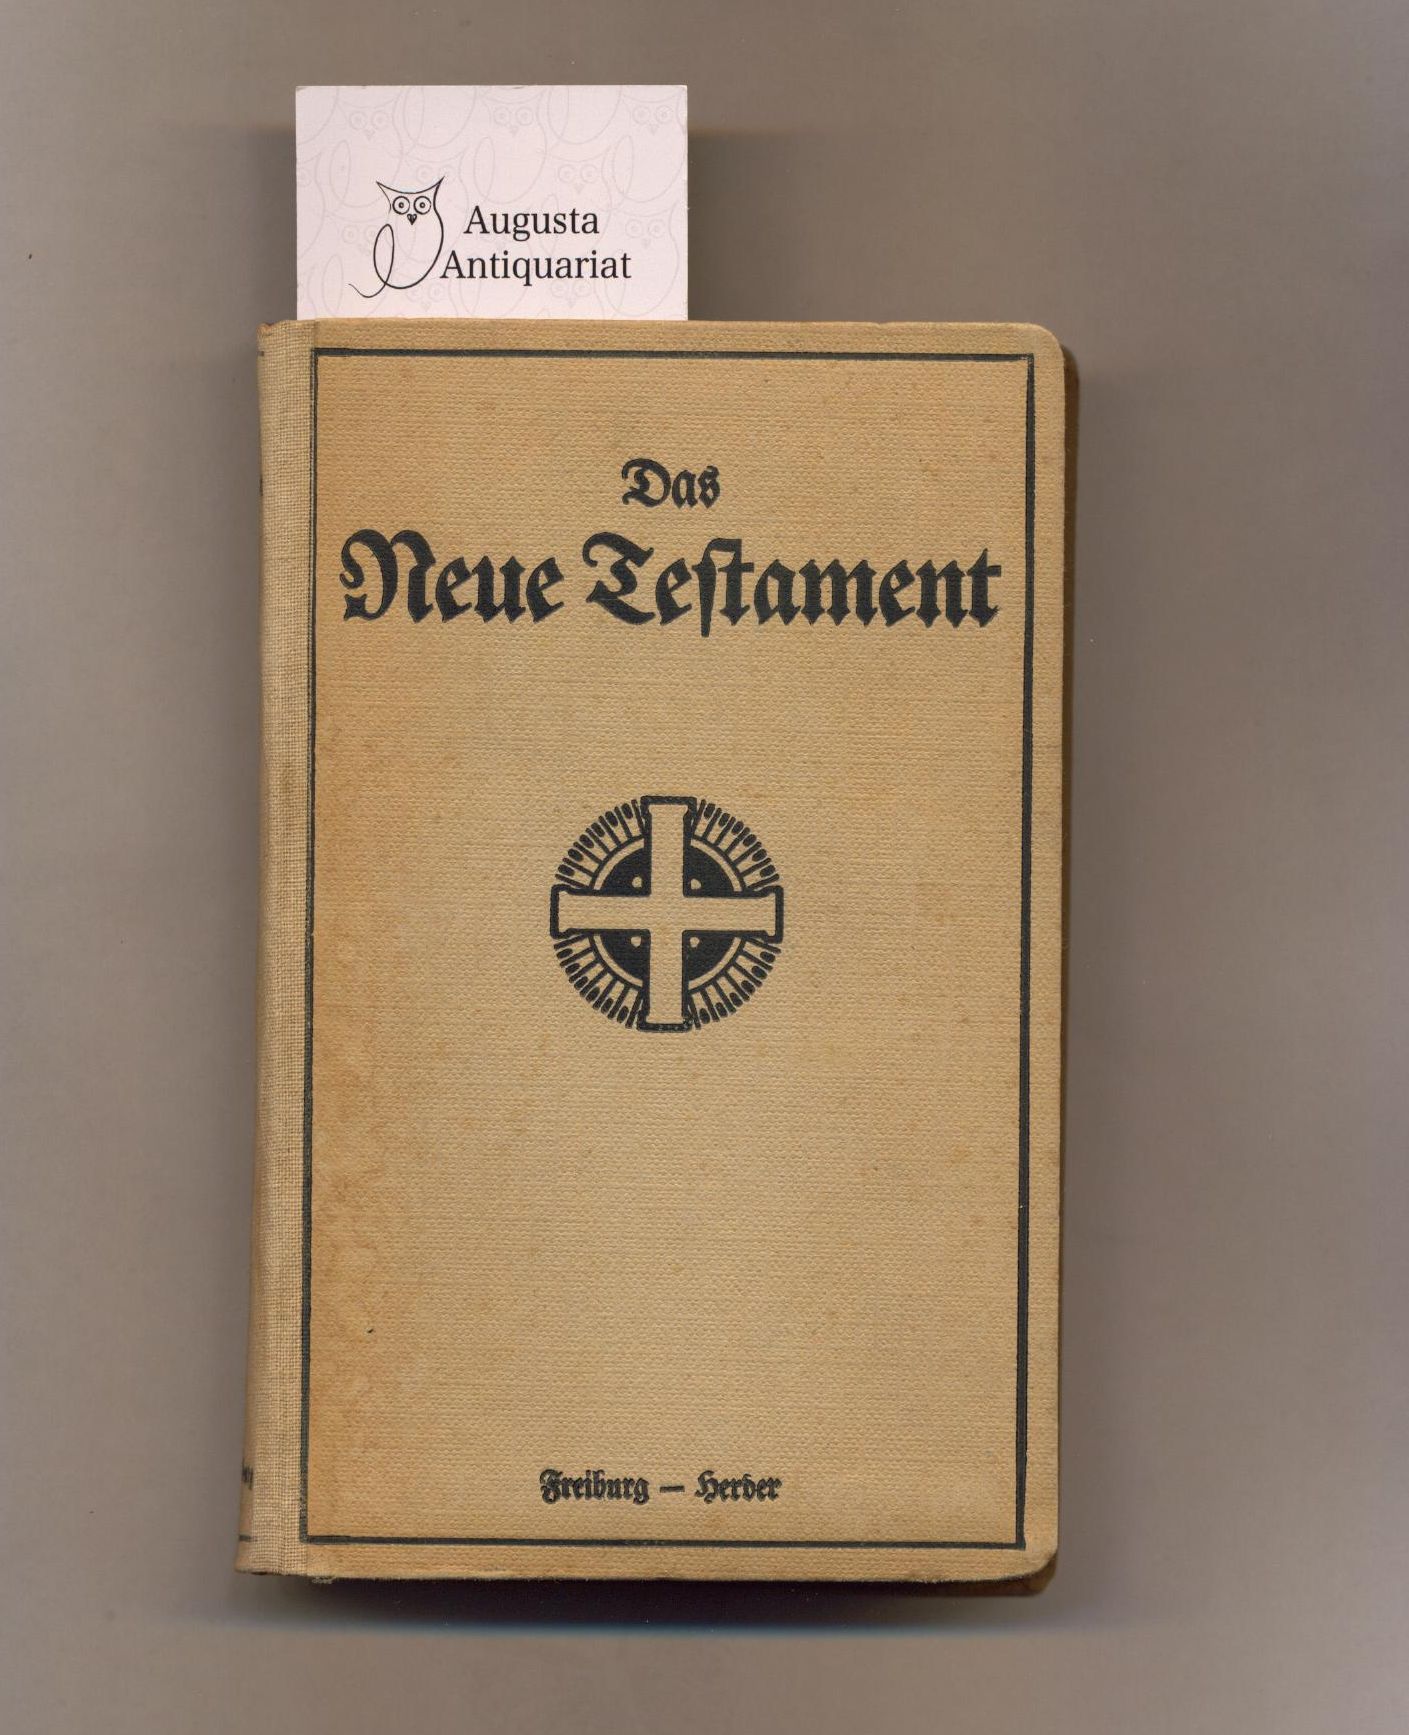 Augusta
Antiquariat
Das
Neue Testament
Freiburg — Herder